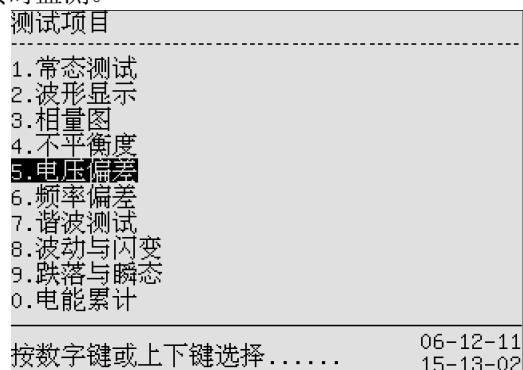 测试项目
1.常态测试
2.波形显示
3.相量图
4.不平衡度
5.电压偏差
6.频率偏差
7.谐波测试
8.波动与闪变
9.跌落与瞬态
0.电能累计
按数字键或上下键选择......
06-12-11
15-13-02